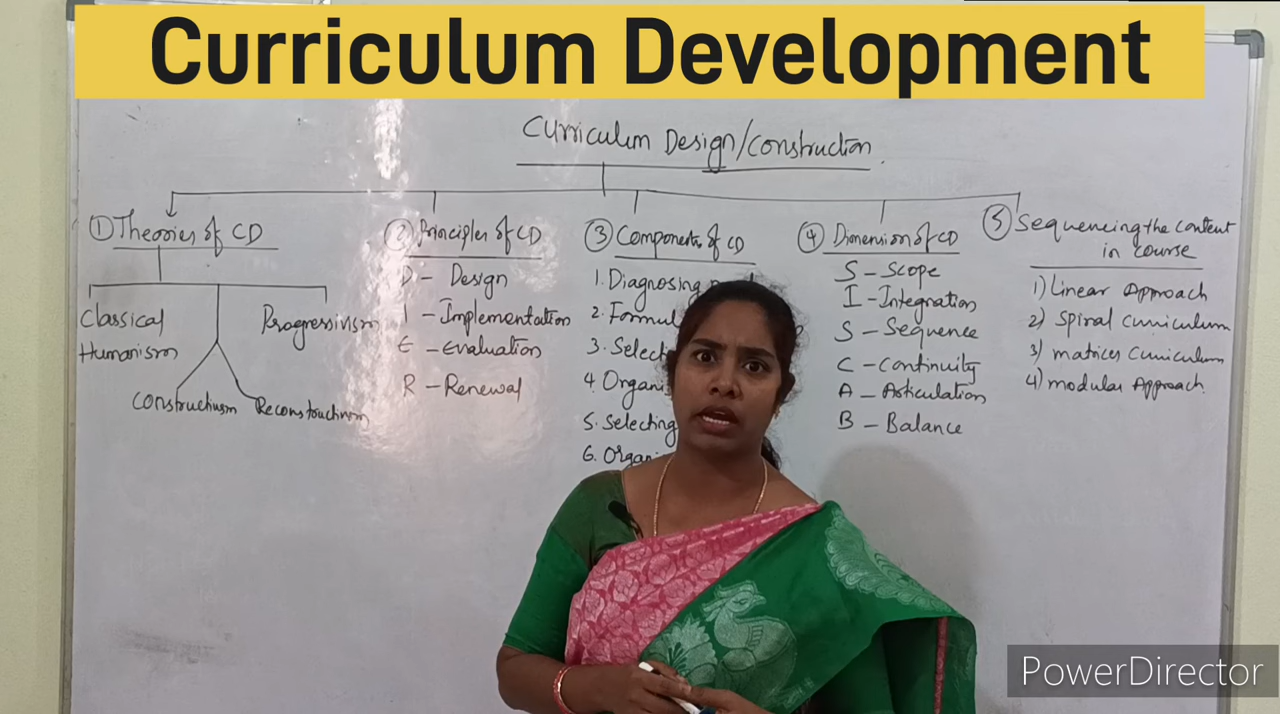 Curriculum Development
Curriculum Design/construction
① Theories of CD
Classical Humanism
Progressivism
Constructivism
Reconstructivism
② Principles of CD
D - Design
I - Implementation
E - Evaluation
R - Renewal
③ Components of CD
1. Diagnosing
2. Formul
3. Select
4. Organi
5. Selecting
6. Organi
④ Dimension of CD
S - Scope
I - Integration
S - Sequence
C - Continuity
A - Articulation
B - Balance
⑤ Sequencing the content
in course
1) Linear Approach
2) Spiral Curriculum
3) matrices Curriculum
4) modular Approach
PowerDirector